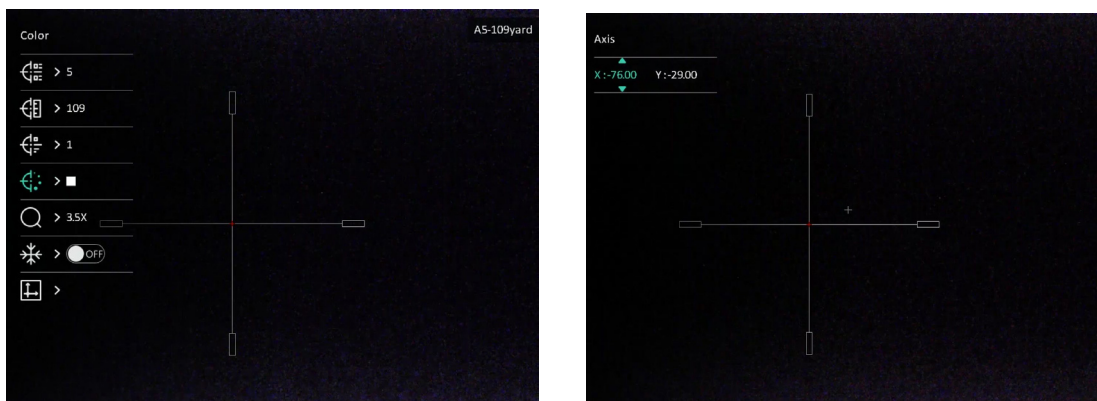 Color
A5-109yard
> 5
> 109
> 1
>
> 3.5X
> OFF
>
Axis
X :-76.00 Y :-29.00